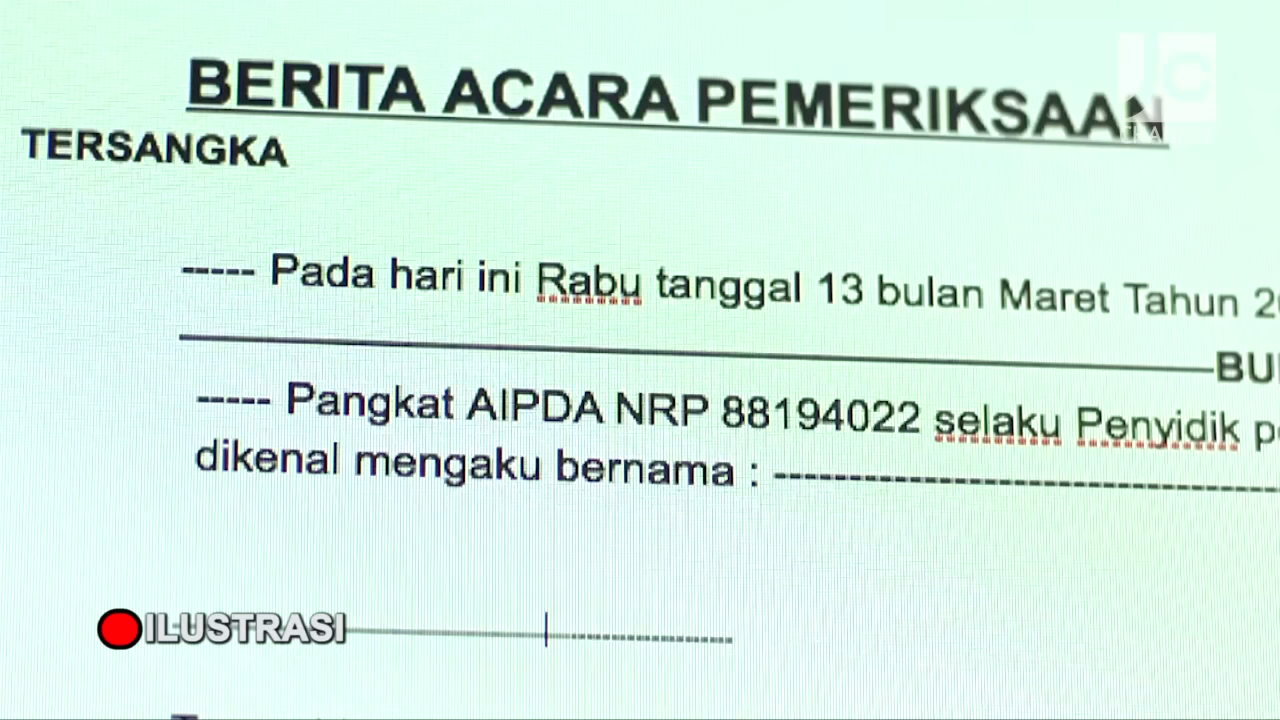 BERITA ACARA PEMERIKSAAN
TERSANGKA
----- Pada hari ini Rabu tanggal 13 bulan Maret Tahun
BU
----- Pangkat AIPDA NRP 88194022 selaku Penyidik
dikenal mengaku bernama : ----------------------------------
ILUSTRASI